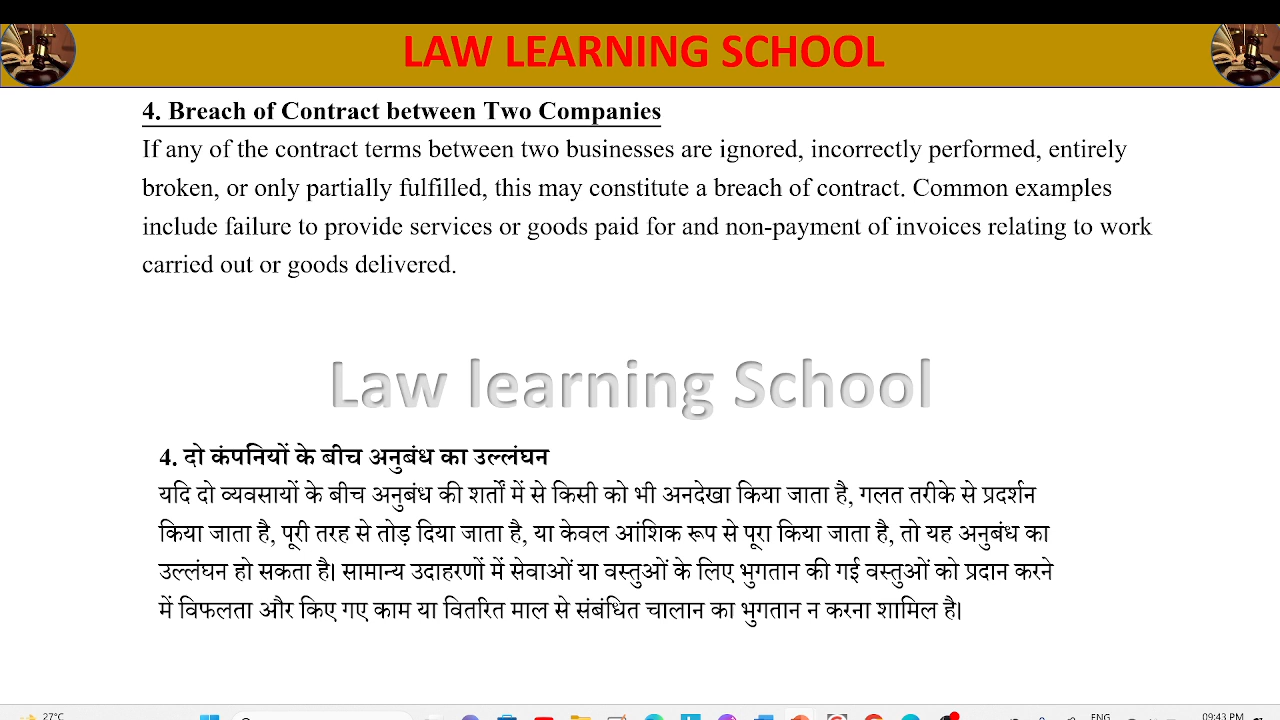 LAW LEARNING SCHOOL
4. Breach of Contract between Two Companies
If any of the contract terms between two businesses are ignored, incorrectly performed, entirely
broken, or only partially fulfilled, this may constitute a breach of contract. Common examples
include failure to provide services or goods paid for and non-payment of invoices relating to work
carried out or goods delivered.
Law learning School
4. दो कंपनियों के बीच अनुबंध का उल्लंघन
यदि दो व्यवसायों के बीच अनुबंध की शर्तों में से किसी को भी अनदेखा किया जाता है, गलत तरीके से प्रदर्शन
किया जाता है, पूरी तरह से तोड़ दिया जाता है, या केवल आंशिक रूप से पूरा किया जाता है, तो यह अनुबंध का
उल्लंघन हो सकता है। सामान्य उदाहरणों में सेवाओं या वस्तुओं के लिए भुगतान की गई वस्तुओं को प्रदान करने
में विफलता और किए गए काम या वितरित माल से संबंधित चालान का भुगतान न करना शामिल है।
27°C
ENG
09:43 PM